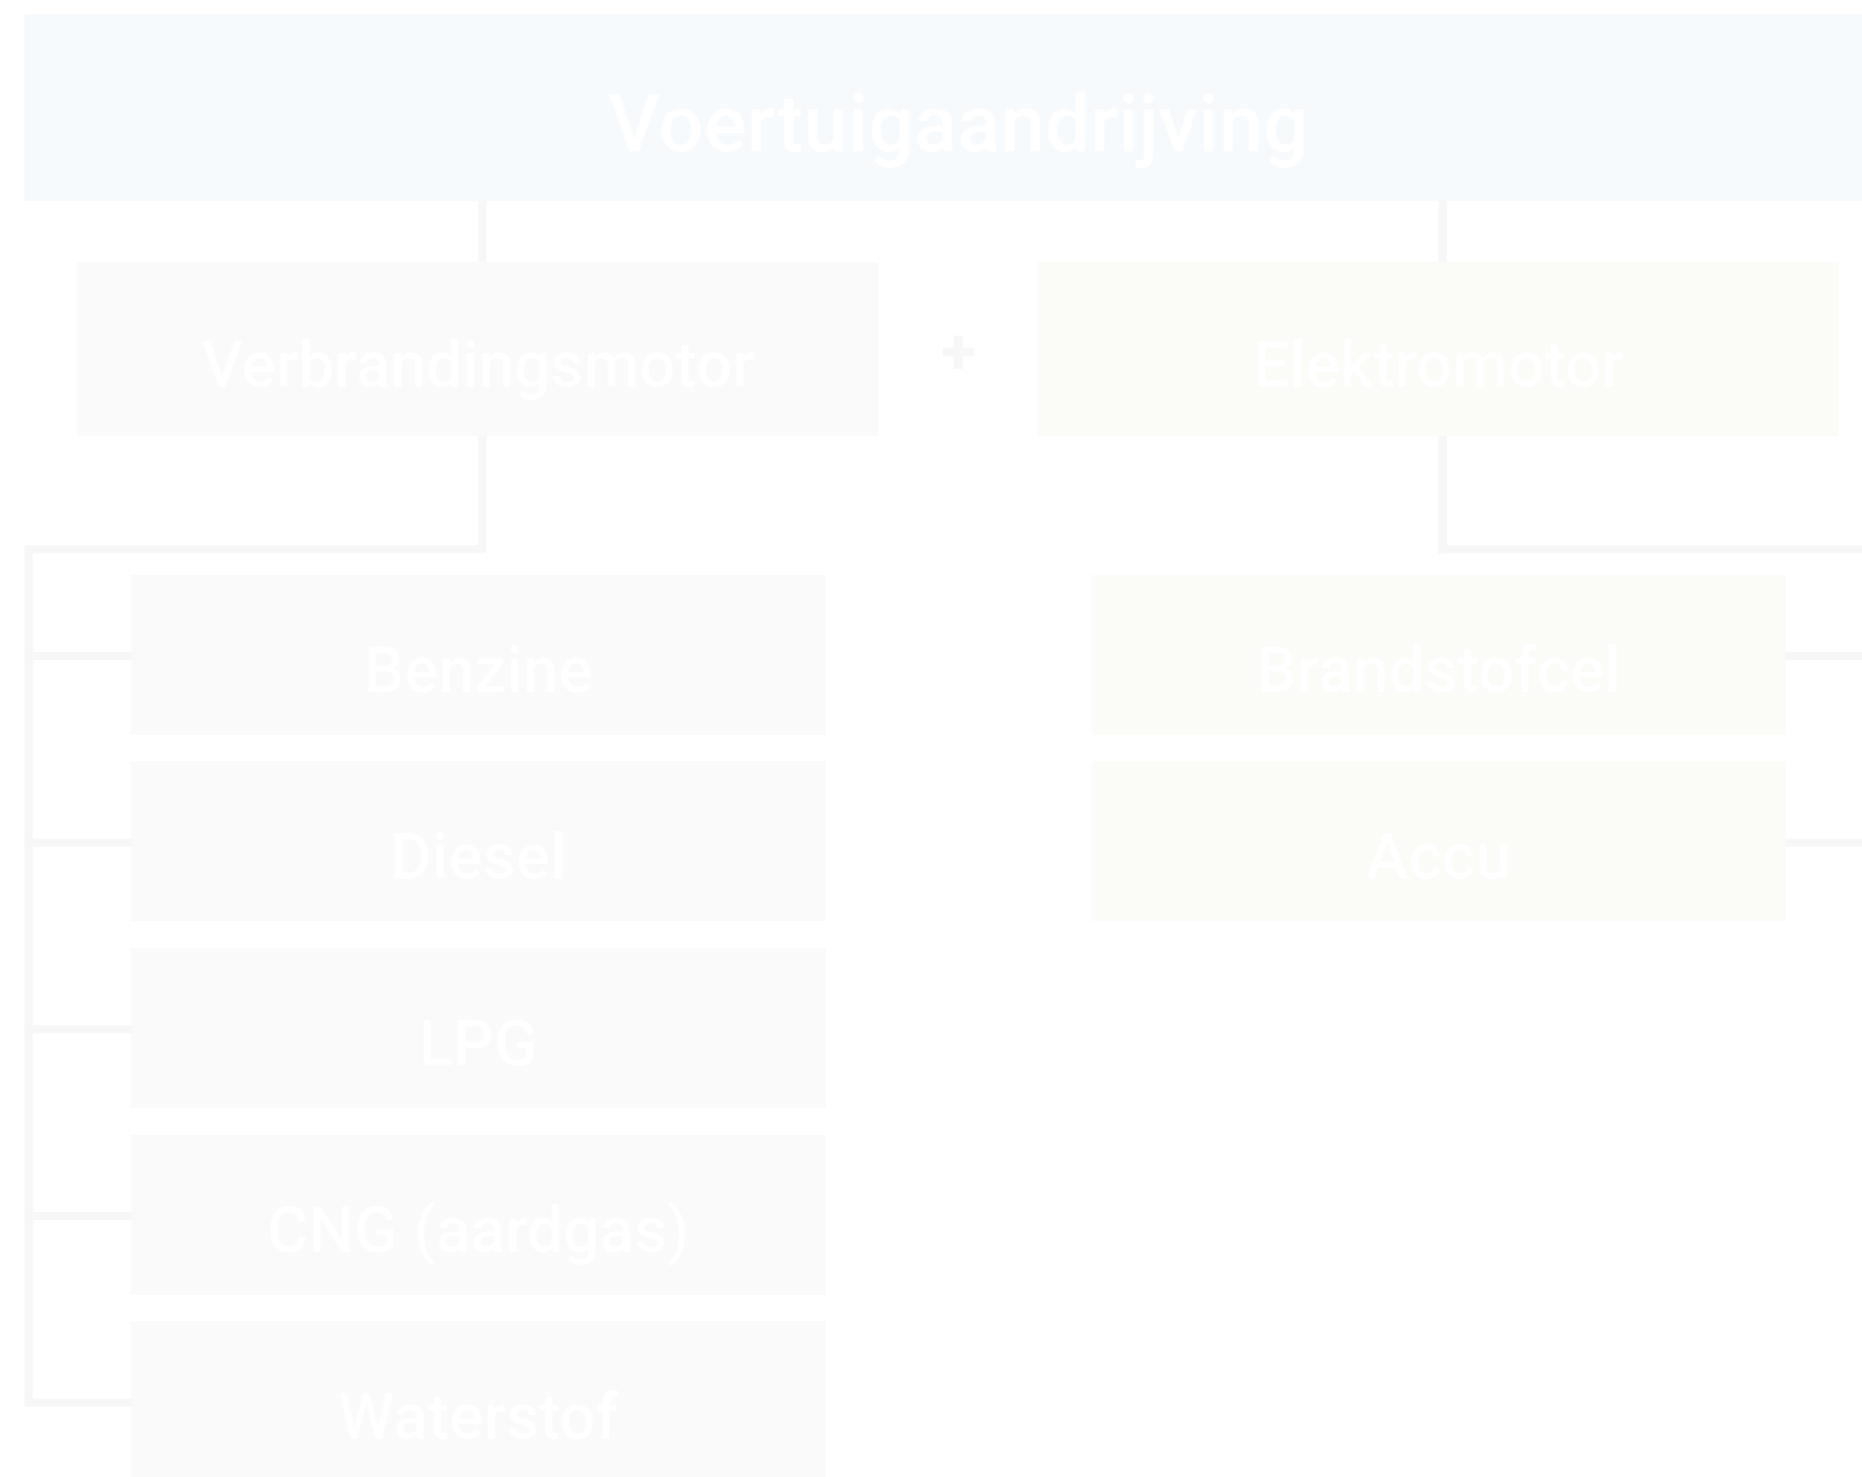 Voertuigaandrijving
Verbrandingsmotor
+
Elektromotor
Benzine
Brandstofcel
Diesel
Accu
LPG
CNG (aardgas)
Waterstof